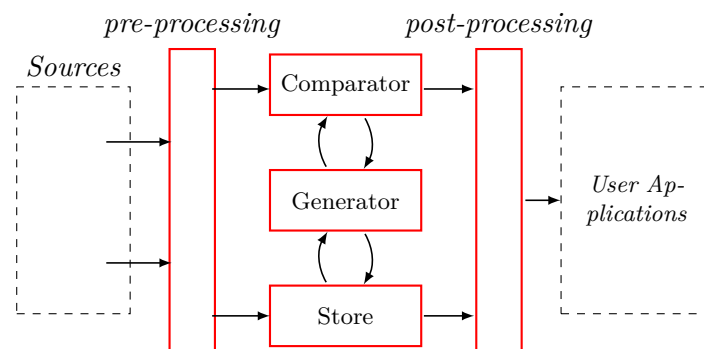 pre-processing
post-processing
Sources
Comparator
Generator
User Ap-
plications
Store